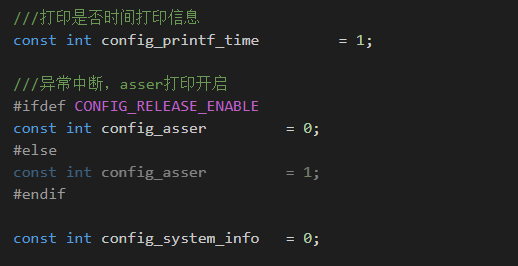 ///打印是否时间打印信息
const int config_printf_time          = 1;
///异常中断，asser打印开启
#ifdef CONFIG_RELEASE_ENABLE
const int config_asser          = 0;
#else
const int config_asser          = 1;
#endif
const int config_system_info   = 0;